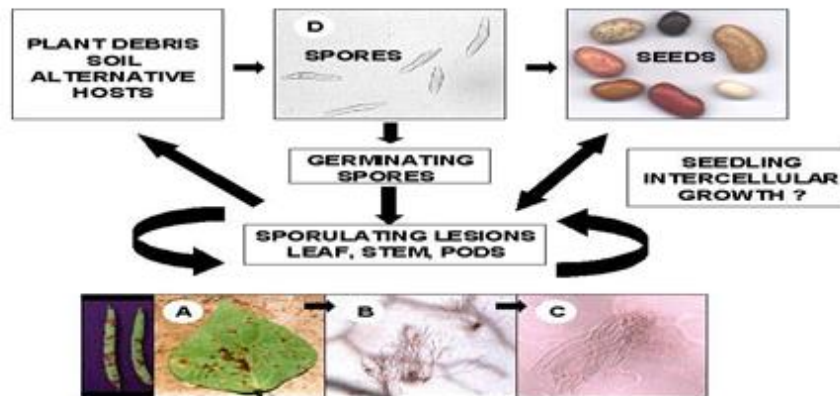 PLANT DEBRIS
SOIL
ALTERNATIVE
HOSTS
D
SPORES
SEEDS
GERMINATING
SPORES
SEEDLING
INTERCELLULAR
GROWTH ?
SPORULATING LESIONS
LEAF, STEM, PODS
A
B
C